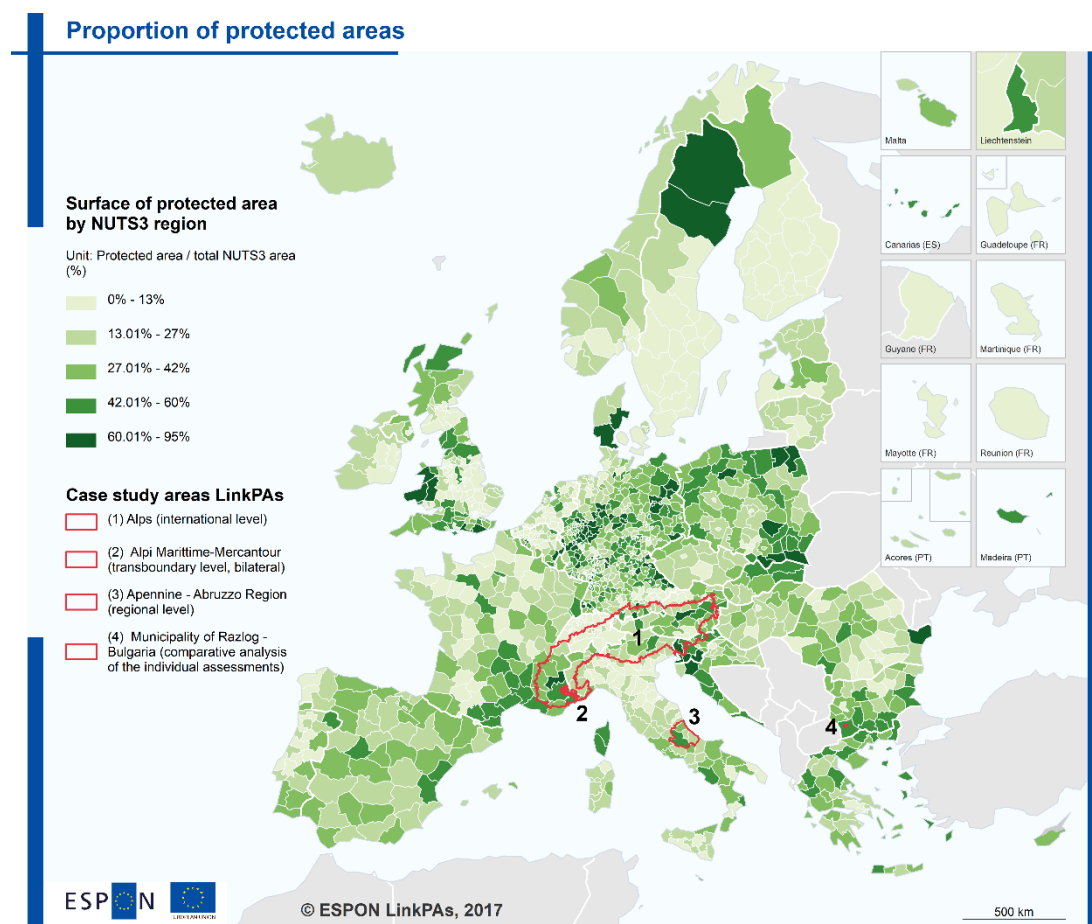 Proportion of protected areas
Surface of protected area
by NUTS3 region
Unit: Protected area / total NUTS3 area
(%)
0% - 13%
13.01% - 27%
27.01% - 42%
42.01% - 60%
60.01% - 95%
Case study areas LinkPAs
(1) Alps (international level)
(2) Alpi Marittime-Mercantour
(transboundary level, bilateral)
(3) Apennine - Abruzzo Region
(regional level)
(4) Municipality of Razlog -
Bulgaria (comparative analysis
of the individual assessments)
1
2
3
4
Malta
Liechtenstein
Canarias (ES)
Guadeloupe (FR)
Guyane (FR)
Martinique (FR)
Mayotte (FR)
Reunion (FR)
Acores (PT)
Madeira (PT)
ESPON
EUROPEAN UNION
© ESPON LinkPAs, 2017
500 km